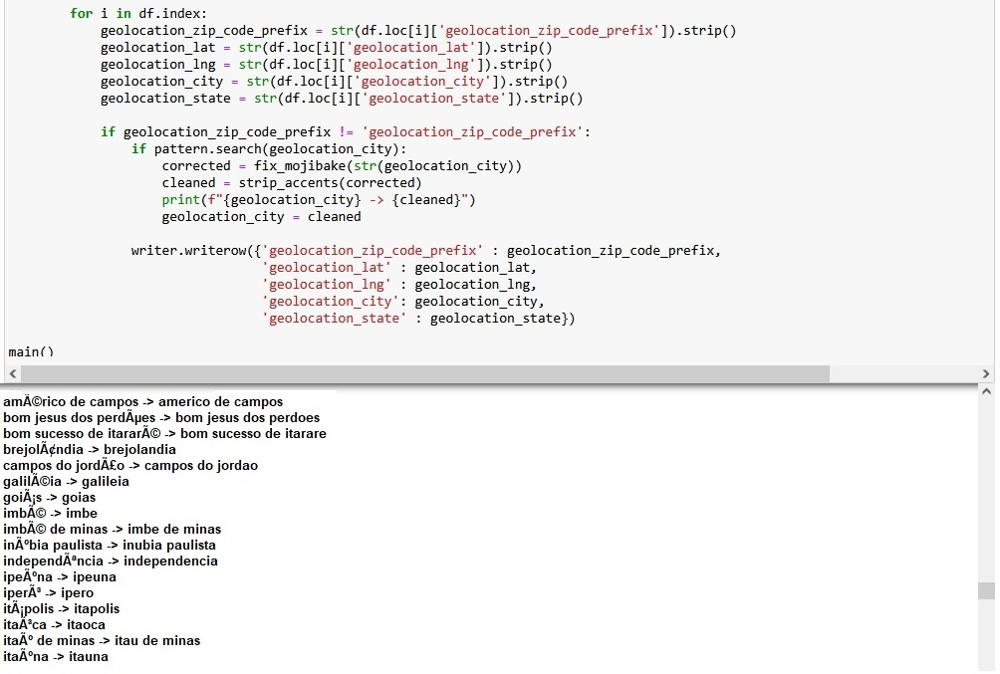 for i in df.index:
geolocation_zip_code_prefix = str(df.loc[i]['geolocation_zip_code_prefix']).strip()
geolocation_lat = str(df.loc[i]['geolocation_lat']).strip()
geolocation_lng = str(df.loc[i]['geolocation_lng']).strip()
geolocation_city = str(df.loc[i]['geolocation_city']).strip()
geolocation_state = str(df.loc[i]['geolocation_state']).strip()
if geolocation_zip_code_prefix != 'geolocation_zip_code_prefix':
if pattern.search(geolocation_city):
corrected = fix_mojibake(str(geolocation_city))
cleaned = strip_accents(corrected)
print(f"{geolocation_city} -> {cleaned}")
geolocation_city = cleaned
writer.writerow({'geolocation_zip_code_prefix' : geolocation_zip_code_prefix,
'geolocation_lat' : geolocation_lat,
'geolocation_lng' : geolocation_lng,
'geolocation_city': geolocation_city,
'geolocation_state' : geolocation_state})
main()
amÃ©rico de campos -> americo de campos
bom jesus dos perdÃµes -> bom jesus dos perdoes
bom sucesso de itararÃ© -> bom sucesso de itarare
brejolÃ¢ndia -> brejolandia
campos do jordÃ£o -> campos do jordao
galilÃ©ia -> galileia
goiÃ¡s -> goias
imbÃ© -> imbe
imbÃ© de minas -> imbe de minas
inÃºbia paulista -> inubia paulista
independÃªncia -> independencia
ipeÃºna -> ipeuna
iperÃ³ -> ipero
itÃ¡polis -> itapolis
itaÃ³ca -> itaoca
itaÃº de minas -> itau de minas
itaÃºna -> itauna